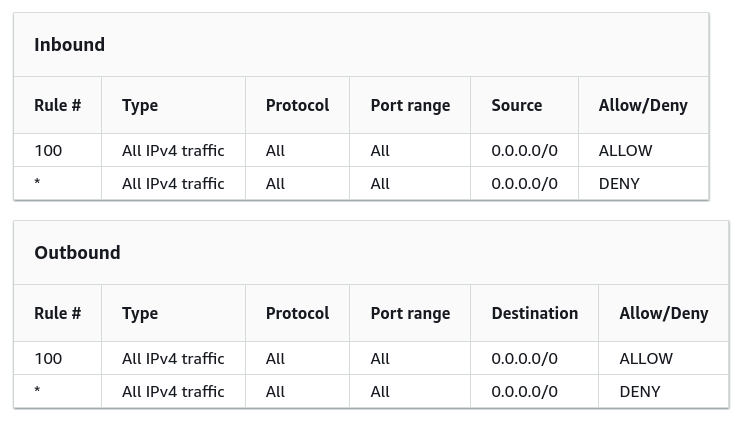 Inbound
Rule # Type Protocol Port range Source Allow/Deny
100 All IPv4 traffic All All 0.0.0.0/0 ALLOW
* All IPv4 traffic All All 0.0.0.0/0 DENY
Outbound
Rule # Type Protocol Port range Destination Allow/Deny
100 All IPv4 traffic All All 0.0.0.0/0 ALLOW
* All IPv4 traffic All All 0.0.0.0/0 DENY